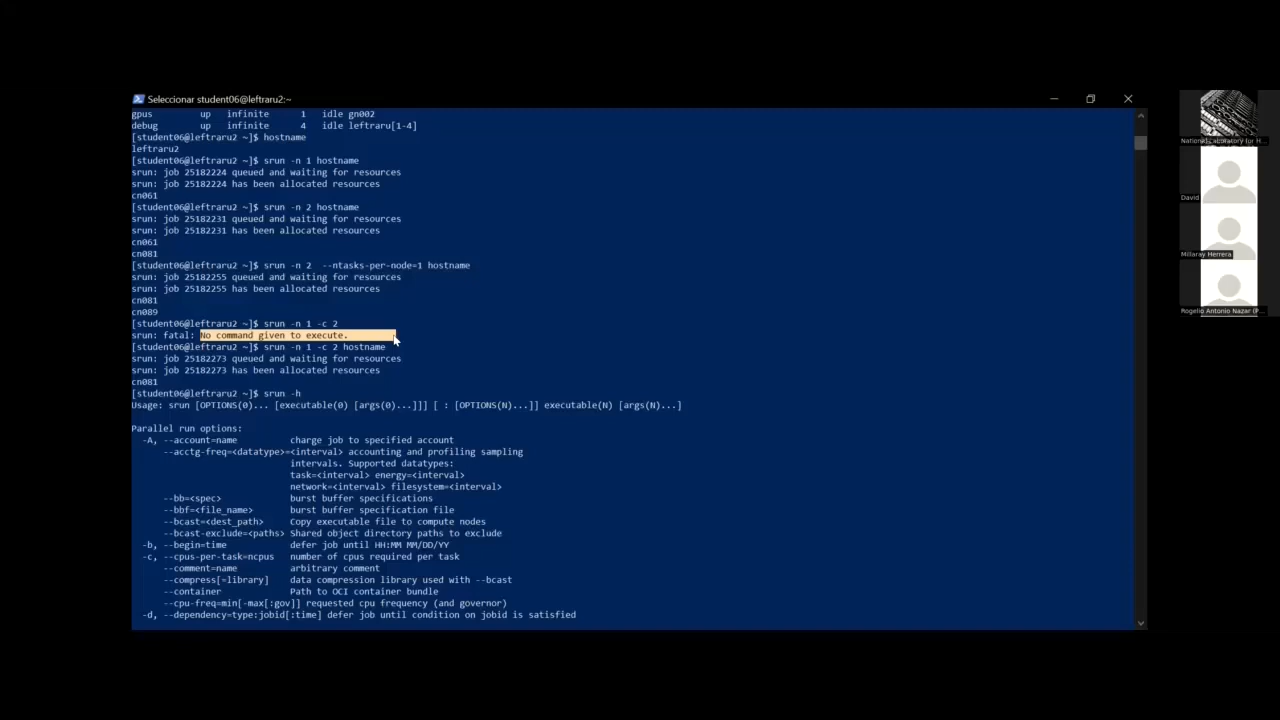 Seleccionar student06@leftraru2:~
gpus up infinite 1 idle gn002
debug up infinite 4 idle leftraru[1-4]
[student06@leftraru2 ~]$ hostname
leftraru2
[student06@leftraru2 ~]$ srun -n 1 hostname
srun: job 25182224 queued and waiting for resources
srun: job 25182224 has been allocated resources
cn061
[student06@leftraru2 ~]$ srun -n 2 hostname
srun: job 25182231 queued and waiting for resources
srun: job 25182231 has been allocated resources
cn061
cn081
[student06@leftraru2 ~]$ srun -n 2 --ntasks-per-node=1 hostname
srun: job 25182255 queued and waiting for resources
srun: job 25182255 has been allocated resources
cn081
cn089
[student06@leftraru2 ~]$ srun -n 1 -c 2
srun: fatal: No command given to execute.
[student06@leftraru2 ~]$ srun -n 1 -c 2 hostname
srun: job 25182273 queued and waiting for resources
srun: job 25182273 has been allocated resources
cn081
[student06@leftraru2 ~]$ srun -h
Usage: srun [OPTIONS(0)... [executable(0) [args(0)...]]] [ : [OPTIONS(N)...]] executable(N) [args(N)...]
Parallel run options:
-A, --account=name charge job to specified account
--acctg-freq=<datatype>=<interval> accounting and profiling sampling
intervals. Supported datatypes:
task=<interval> energy=<interval>
network=<interval> filesystem=<interval>
--bb=<spec> burst buffer specifications
--bbf=<file_name> burst buffer specification file
--bcast=<dest_path> Copy executable file to compute nodes
--bcast-exclude=<paths> Shared object directory paths to exclude
-b, --begin=time defer job until HH:MM MM/DD/YY
-c, --cpus-per-task=ncpus number of cpus required per task
--comment=name arbitrary comment
--compress[=library] data compression library used with --bcast
--container Path to OCI container bundle
--cpu-freq=min[-max[:gov]] requested cpu frequency (and governor)
-d, --dependency=type:jobid[:time] defer job until condition on jobid is satisfied
National Laboratory for H...
David
Millaray Herrera
Rogelio Antonio Nazar (P...